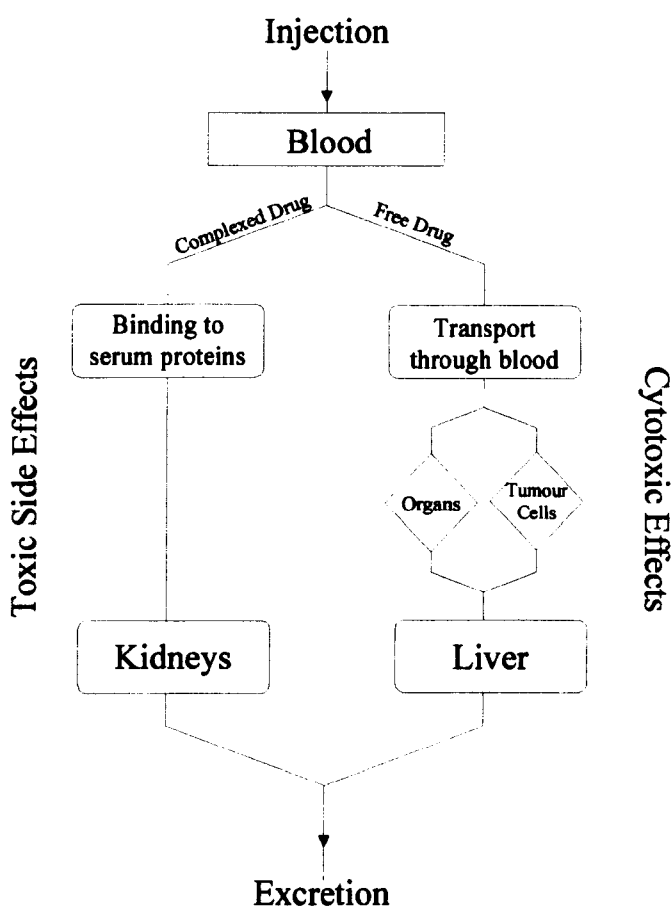 Injection
Blood
Complexed Drug
Free Drug
Binding to
serum proteins
Transport
through blood
Toxic Side Effects
Cytotoxic Effects
Organs
Tumour
Cells
Kidneys
Liver
Excretion